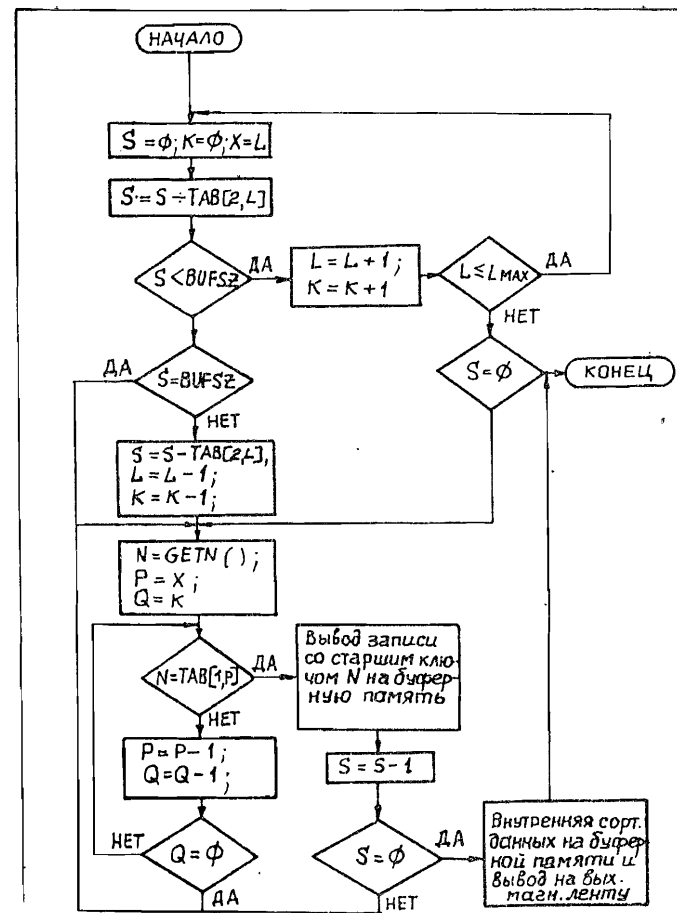 НАЧАЛО
S=ф; K=ф; X=L
S:=S÷TAB[2,L]
S<BUFSZ
ДА
L=L+1;
K=K+1
L≤LMAX
ДА
НЕТ
ДА
S=BUFSZ
S=ф
КОНЕЦ
НЕТ
S=S-TAB[2,L],
L=L-1;
K=K-1;
N=GETN();
P=X;
Q=K
N=TAB[1,P]
ДА
Вывод записи
со старшим клю-
чом N на буфер-
ную память
НЕТ
P=P-1;
Q=Q-1;
S=S-1
НЕТ
Q=ф
ДА
S=ф
ДА
НЕТ
Внутренняя сорт.
данных на буфер-
ной памяти и
вывод на вых.
магн. ленту